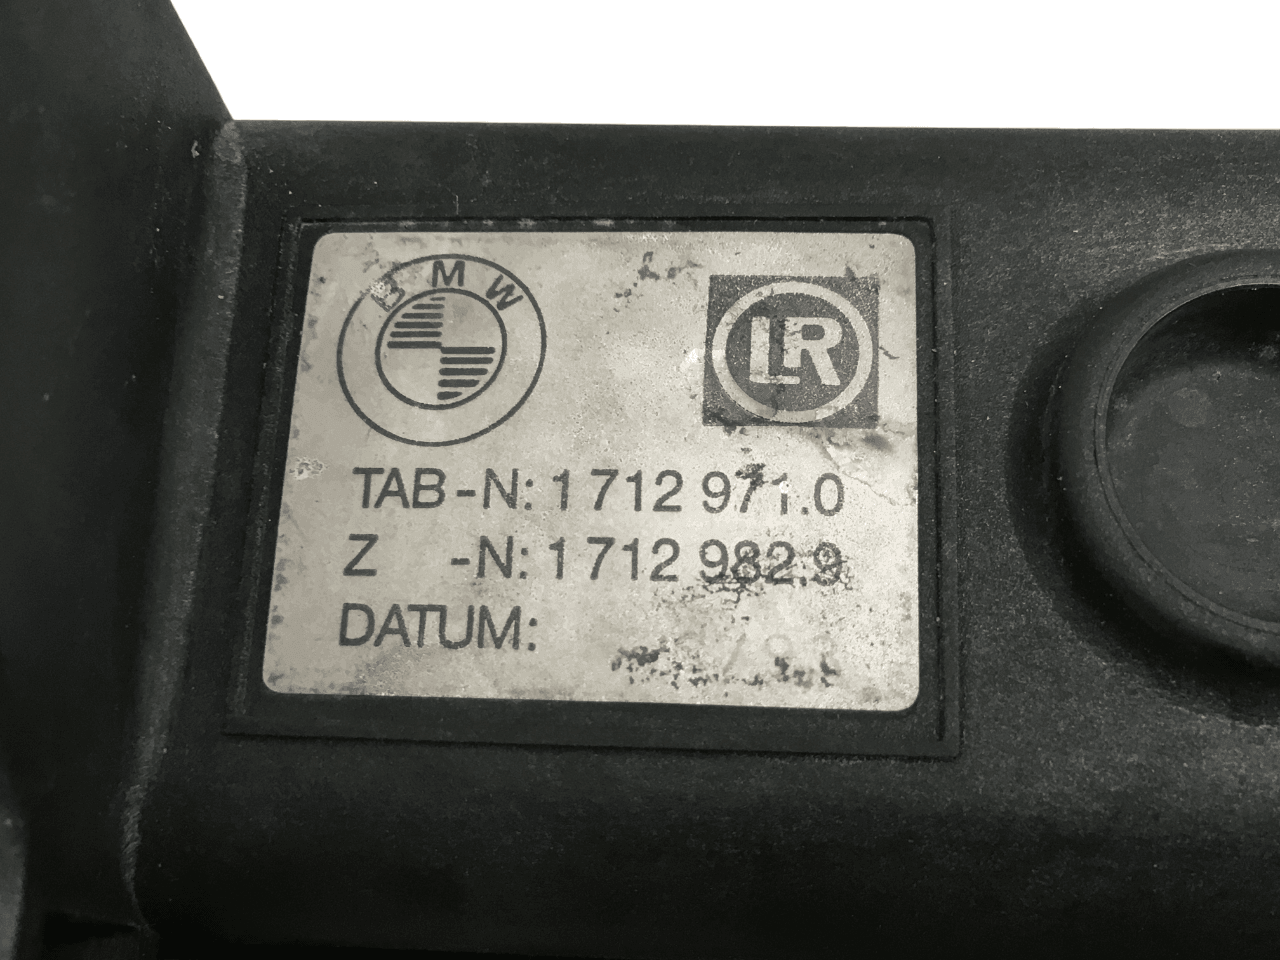 BMW
LR
TAB-N: 1 712 971.0
Z -N: 1 712 982.9
DATUM: